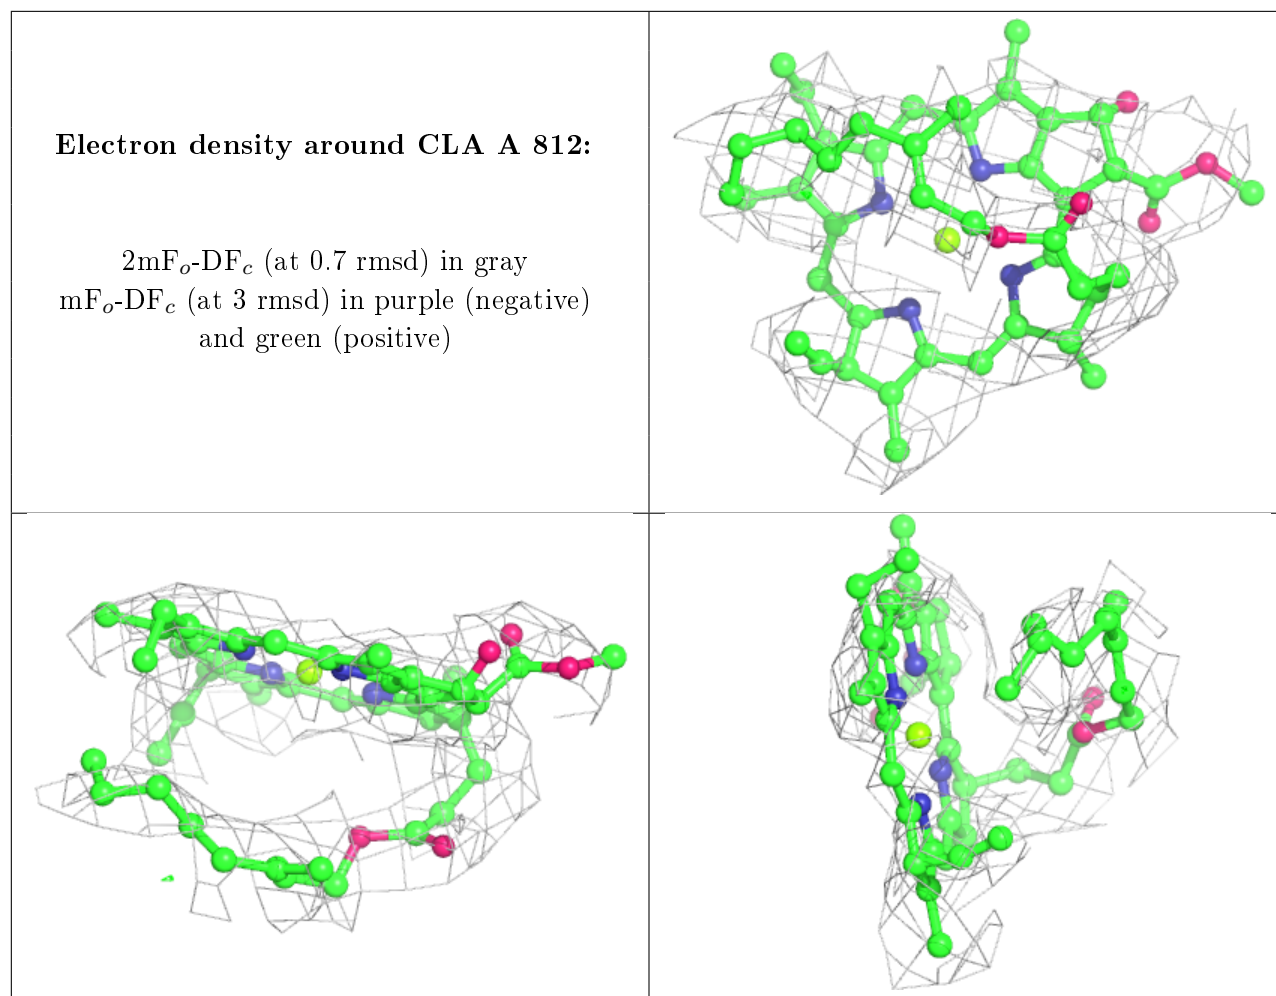 Electron density around CLA A 812:
2mFo-DFc (at 0.7 rmsd) in gray
mFo-DFc (at 3 rmsd) in purple (negative)
and green (positive)